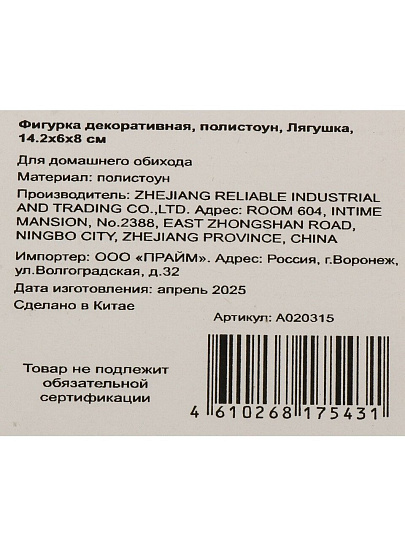 Фигурка декоративная, полистоун, Лягушка,
14.2х6х8 см
Для домашнего обихода
Материал: полистоун
Производитель: ZHEJIANG RELIABLE INDUSTRIAL
AND TRADING CO.,LTD. Адрес: ROOM 604, INTIME
MANSION, No.2388, EAST ZHONGSHAN ROAD,
NINGBO CITY, ZHEJIANG PROVINCE, CHINA
Импортер: ООО «ПРАЙМ». Адрес: Россия, г.Воронеж,
ул.Волгоградская, д.32
Дата изготовления: апрель 2025
Сделано в Китае
Артикул: A020315
Товар не подлежит
обязательной
сертификации
4 610268 175431